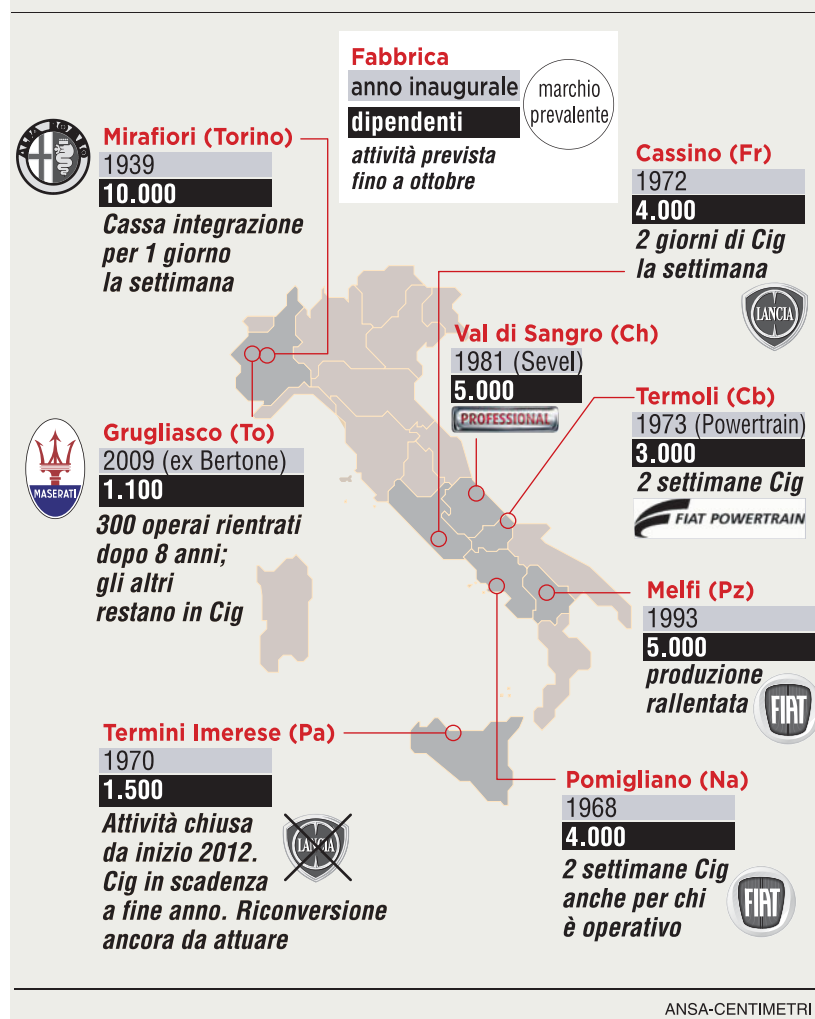 Fabbrica
anno inaugurale
dipendenti
attività prevista
fino a ottobre
marchio
prevalente
ALFA ROMEO
Mirafiori (Torino)
1939
10.000
Cassa integrazione
per 1 giorno
la settimana
Cassino (Fr)
1972
4.000
2 giorni di Cig
la settimana
LANCIA
Val di Sangro (Ch)
1981 (Sevel)
5.000
PROFESSIONAL
Termoli (Cb)
1973 (Powertrain)
3.000
2 settimane Cig
FIAT POWERTRAIN
MASERATI
Grugliasco (To)
2009 (ex Bertone)
1.100
300 operai rientrati
dopo 8 anni;
gli altri
restano in Cig
Melfi (Pz)
1993
5.000
produzione
rallentata
FIAT
Termini Imerese (Pa)
1970
1.500
Attività chiusa
da inizio 2012.
Cig in scadenza
a fine anno. Riconversione
ancora da attuare
LANCIA
Pomigliano (Na)
1968
4.000
2 settimane Cig
anche per chi
è operativo
FIAT
ANSA-CENTIMETRI